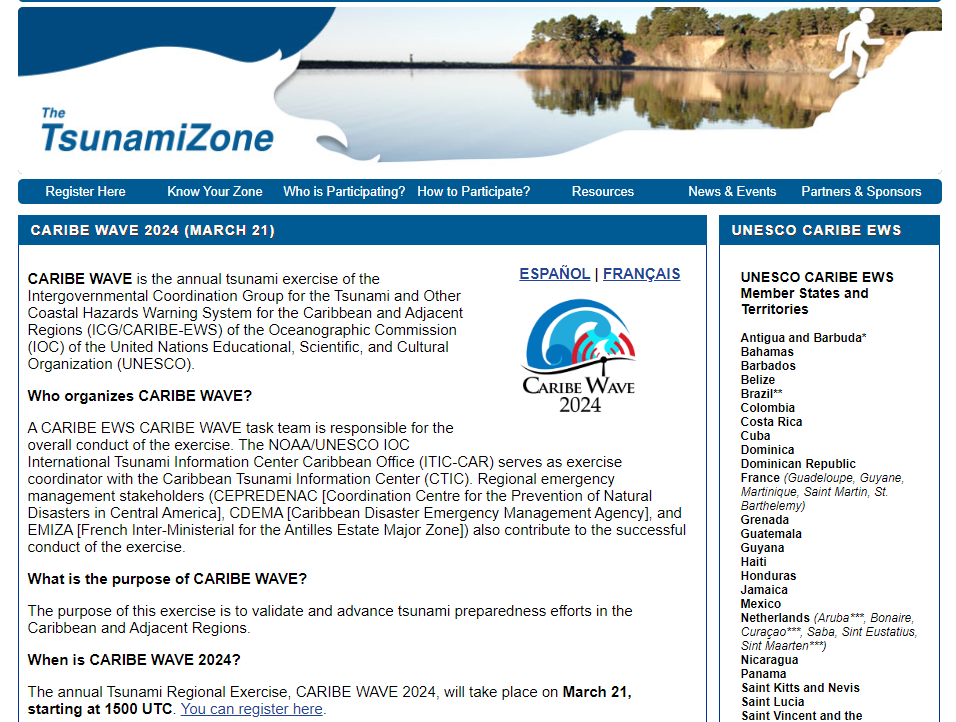 The
TsunamiZone
Register Here Know Your Zone Who is Participating? How to Participate? Resources News & Events Partners & Sponsors
CARIBE WAVE 2024 (MARCH 21)
ESPAÑOL | FRANÇAIS
CARIBE WAVE is the annual tsunami exercise of the
Intergovernmental Coordination Group for the Tsunami and Other
Coastal Hazards Warning System for the Caribbean and Adjacent
Regions (ICG/CARIBE-EWS) of the Oceanographic Commission
(IOC) of the United Nations Educational, Scientific, and Cultural
Organization (UNESCO).
CARIBE WAVE
2024
Who organizes CARIBE WAVE?
A CARIBE EWS CARIBE WAVE task team is responsible for the
overall conduct of the exercise. The NOAA/UNESCO IOC
International Tsunami Information Center Caribbean Office (ITIC-CAR) serves as exercise
coordinator with the Caribbean Tsunami Information Center (CTIC). Regional emergency
management stakeholders (CEPREDENAC [Coordination Centre for the Prevention of Natural
Disasters in Central America], CDEMA [Caribbean Disaster Emergency Management Agency], and
EMIZA [French Inter-Ministerial for the Antilles Estate Major Zone]) also contribute to the successful
conduct of the exercise.
What is the purpose of CARIBE WAVE?
The purpose of this exercise is to validate and advance tsunami preparedness efforts in the
Caribbean and Adjacent Regions.
When is CARIBE WAVE 2024?
The annual Tsunami Regional Exercise, CARIBE WAVE 2024, will take place on March 21,
starting at 1500 UTC. You can register here.
UNESCO CARIBE EWS
UNESCO CARIBE EWS
Member States and
Territories
Antigua and Barbuda*
Bahamas
Barbados
Belize
Brazil**
Colombia
Costa Rica
Cuba
Dominica
Dominican Republic
France (Guadeloupe, Guyane,
Martinique, Saint Martin, St.
Barthelemy)
Grenada
Guatemala
Guyana
Haiti
Honduras
Jamaica
Mexico
Netherlands (Aruba***, Bonaire,
Curaçao***, Saba, Sint Eustatius,
Sint Maarten***)
Nicaragua
Panama
Saint Kitts and Nevis
Saint Lucia
Saint Vincent and the